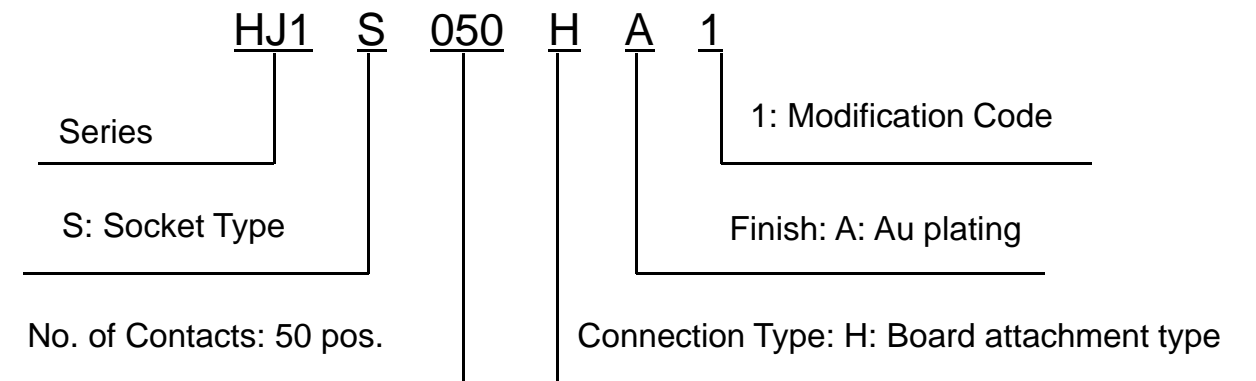 HJ1 S 050 H A 1
1: Modification Code
Series
S: Socket Type
Finish: A: Au plating
No. of Contacts: 50 pos.
Connection Type: H: Board attachment type